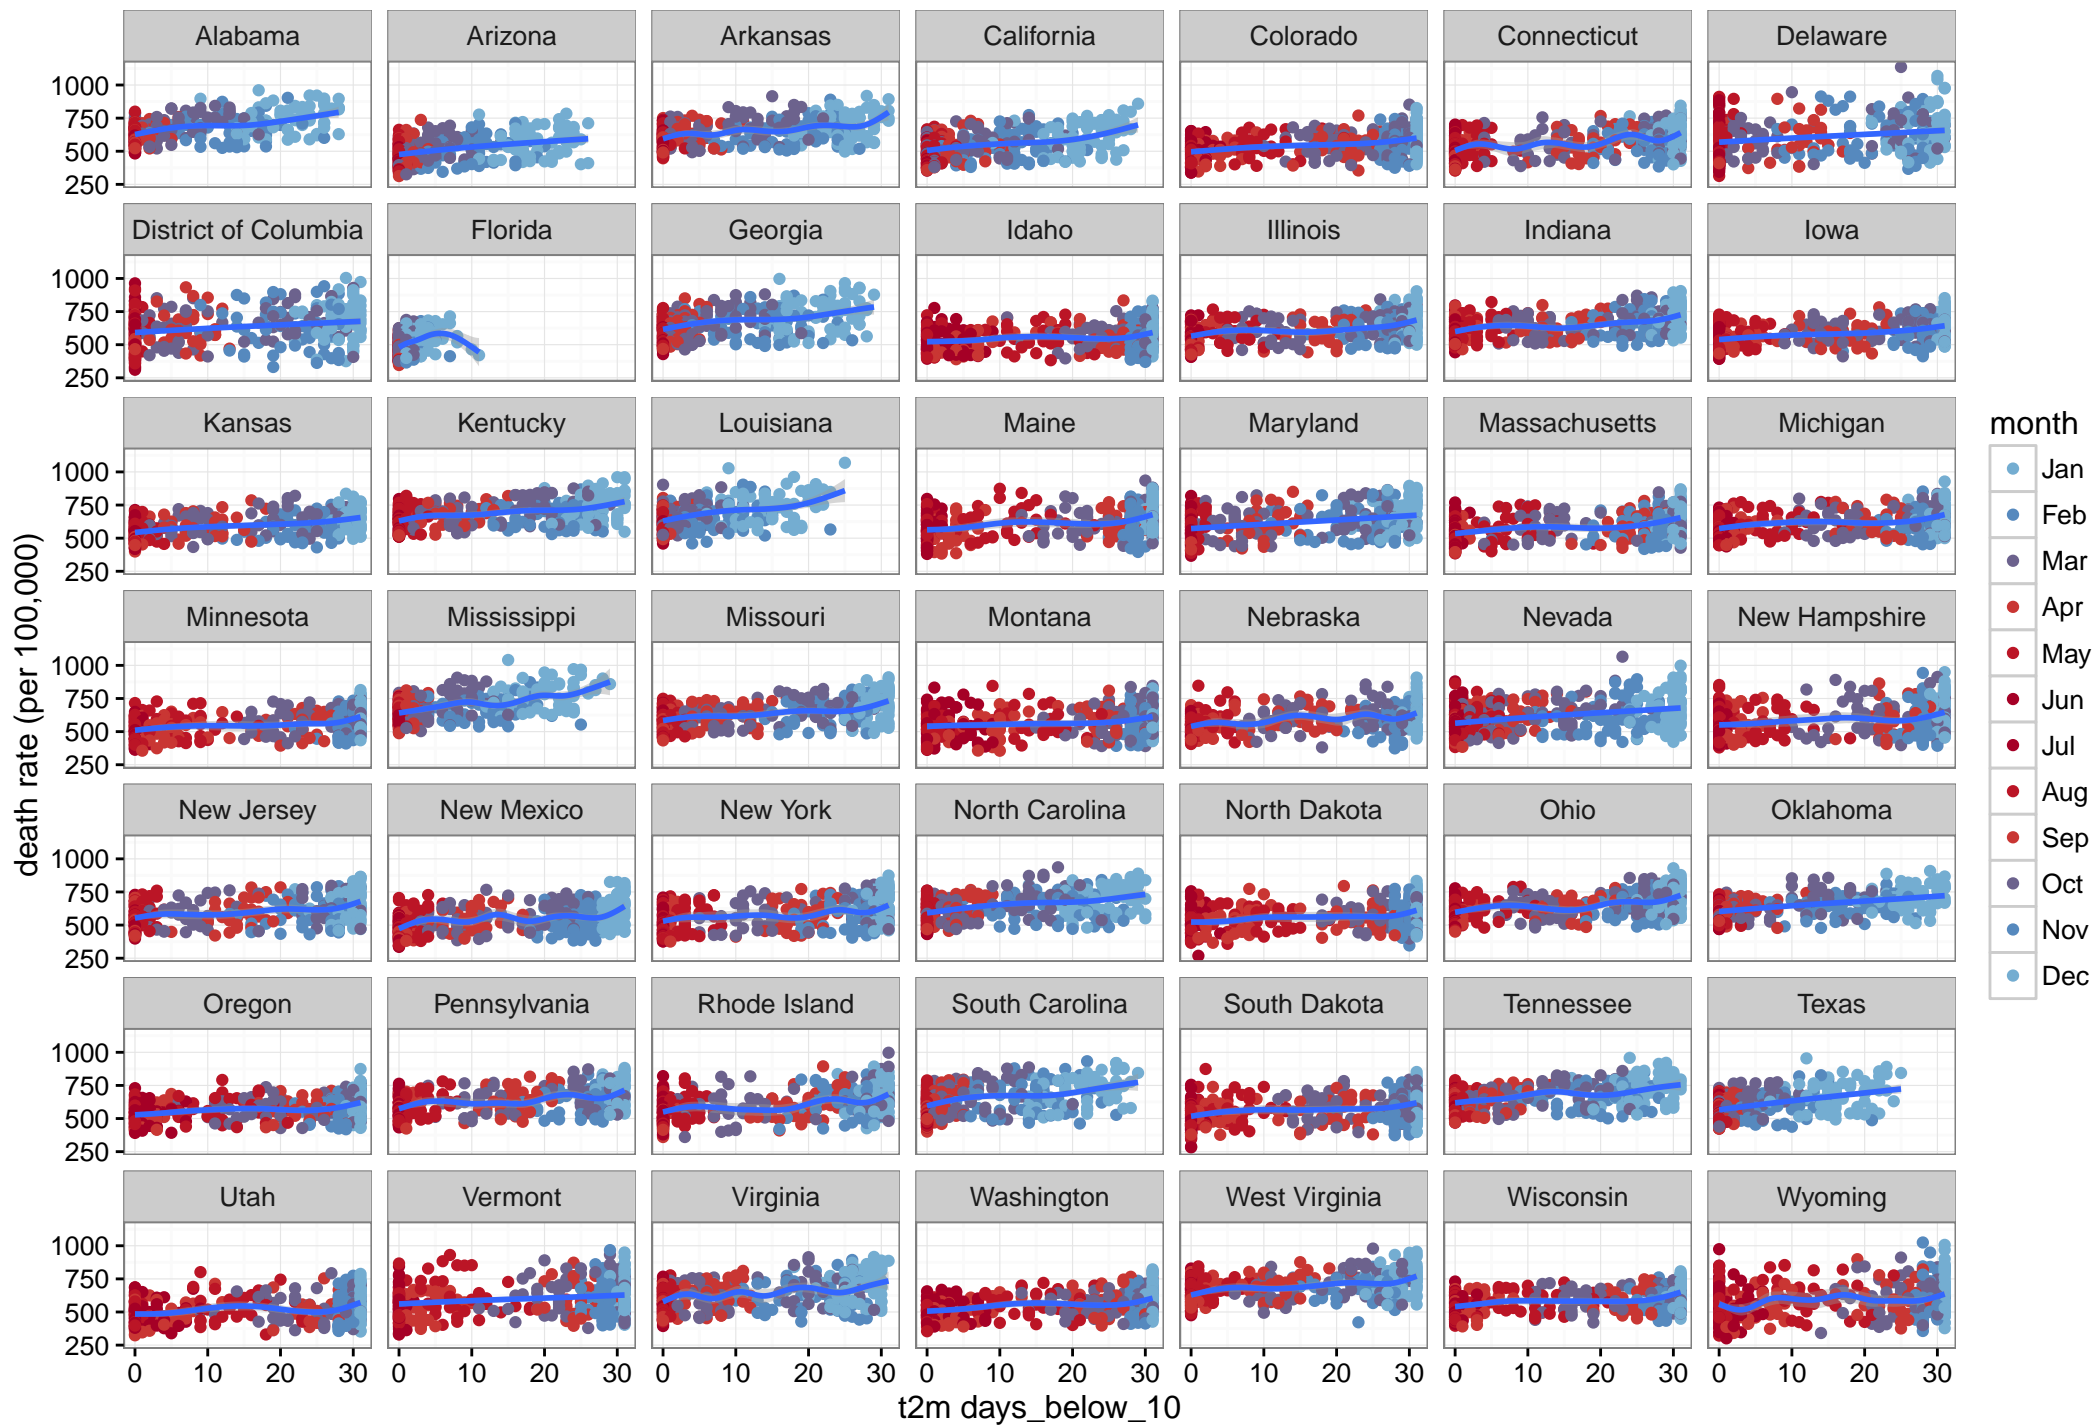 Alabama Arizona Arkansas California Colorado Connecticut Delaware
1000
750
500
250
District of Columbia Florida Georgia Idaho Illinois Indiana Iowa
1000
750
500
250
Kansas Kentucky Louisiana Maine Maryland Massachusetts Michigan
1000
750
500
250
Minnesota Mississippi Missouri Montana Nebraska Nevada New Hampshire
1000
750
500
250
New Jersey New Mexico New York North Carolina North Dakota Ohio Oklahoma
1000
750
500
250
Oregon Pennsylvania Rhode Island South Carolina South Dakota Tennessee Texas
1000
750
500
250
Utah Vermont Virginia Washington West Virginia Wisconsin Wyoming
1000
750
500
250
0 10 20 30 0 10 20 30 0 10 20 30 0 10 20 30 0 10 20 30 0 10 20 30 0 10 20 30
t2m days_below_10
death rate (per 100,000)
month
Jan
Feb
Mar
Apr
May
Jun
Jul
Aug
Sep
Oct
Nov
Dec